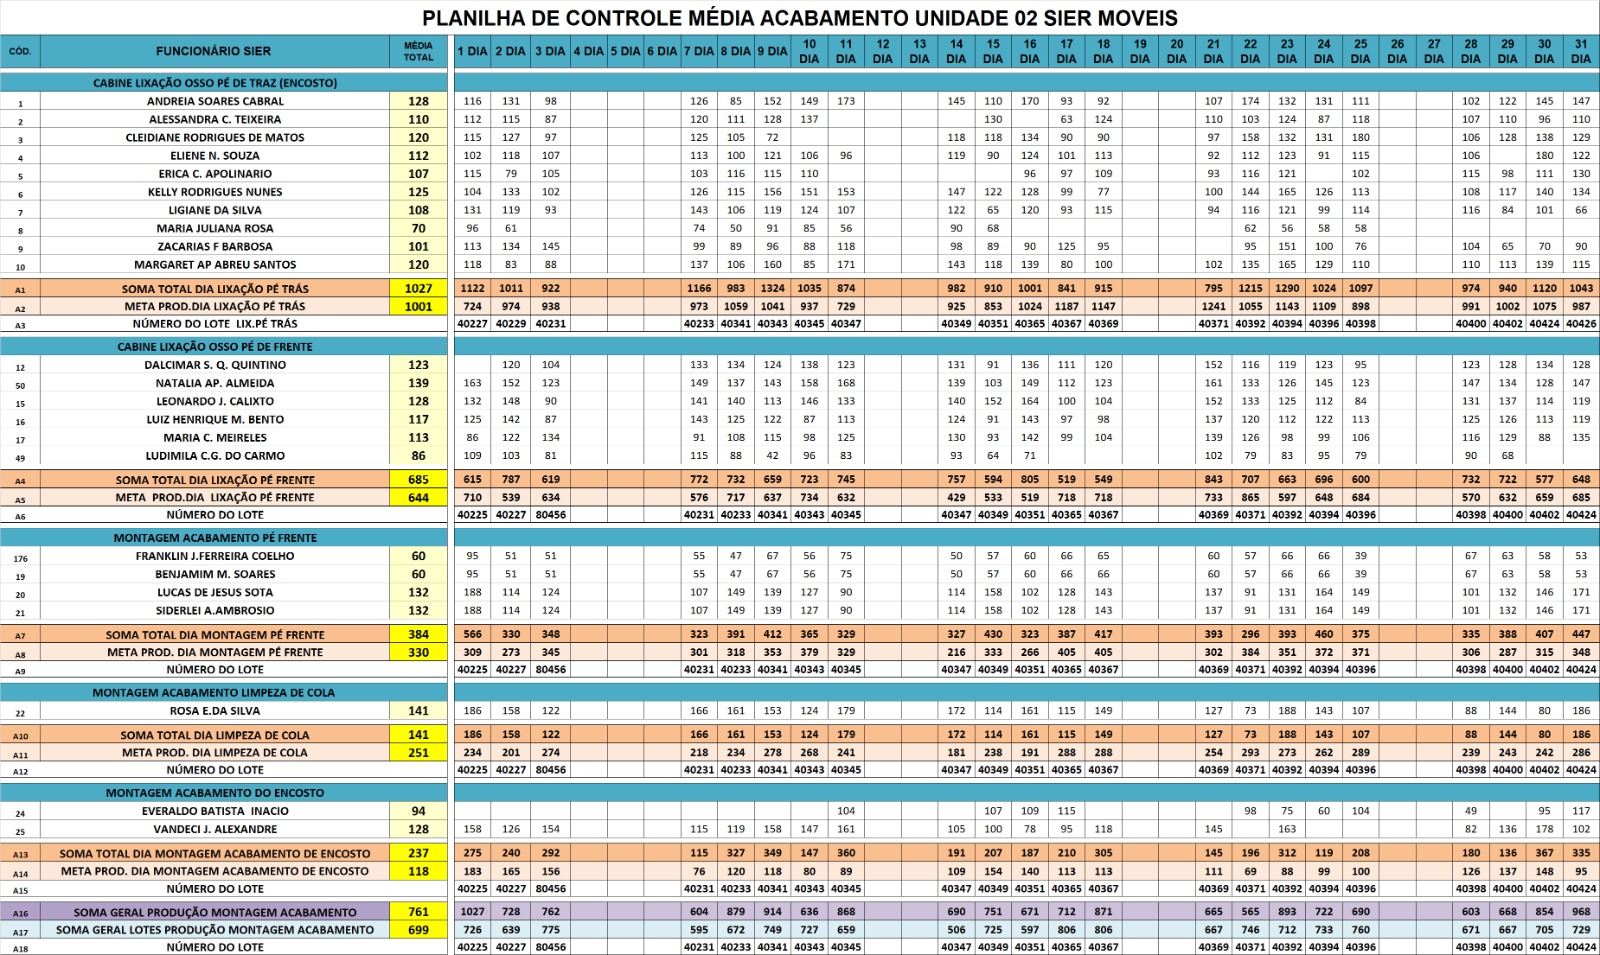 PLANILHA DE CONTROLE MÉDIA ACABAMENTO UNIDADE 02 SIER MOVEIS
CÓD. FUNCIONÁRIO SIER MÉDIA TOTAL 1 DIA 2 DIA 3 DIA 4 DIA 5 DIA 6 DIA 7 DIA 8 DIA 9 DIA 10 DIA 11 DIA 12 DIA 13 DIA 14 DIA 15 DIA 16 DIA 17 DIA 18 DIA 19 DIA 20 DIA 21 DIA 22 DIA 23 DIA 24 DIA 25 DIA 26 DIA 27 DIA 28 DIA 29 DIA 30 DIA 31 DIA
CABINE LIXAÇÃO OSSO PÉ DE TRAZ (ENCOSTO)
1 ANDREIA SOARES CABRAL 128 116 131 98 126 85 152 149 173 145 110 170 93 92 107 174 132 131 111 102 122 145 147
2 ALESSANDRA C. TEIXEIRA 110 112 115 87 120 111 128 137 130 63 124 110 103 124 87 118 107 110 96 110
3 CLEIDIANE RODRIGUES DE MATOS 120 115 127 97 125 105 72 118 118 134 90 90 97 158 132 131 180 106 128 138 129
4 ELIENE N. SOUZA 112 102 118 107 113 100 121 106 96 119 90 124 101 113 92 112 123 91 115 106 180 122
5 ERICA C. APOLINARIO 107 115 79 105 103 116 115 110 96 97 109 93 116 121 102 115 98 111 130
6 KELLY RODRIGUES NUNES 125 104 133 102 126 115 156 151 153 147 122 128 99 77 100 144 165 126 113 108 117 140 134
7 LIGIANE DA SILVA 108 131 119 93 143 106 119 124 107 122 65 120 93 115 94 116 121 99 114 116 84 101 66
8 MARIA JULIANA ROSA 70 96 61 74 50 91 85 56 90 68 62 56 58 58
9 ZACARIAS F BARBOSA 101 113 134 145 99 89 96 88 118 98 89 90 125 95 95 151 100 76 104 65 70 90
10 MARGARET AP ABREU SANTOS 120 118 83 88 137 106 160 85 171 143 118 139 80 100 102 135 165 129 110 110 113 139 115
A1 SOMA TOTAL DIA LIXAÇÃO PÉ TRÁS 1027 1122 1011 922 1166 983 1324 1035 874 982 910 1001 841 915 795 1215 1290 1024 1097 974 940 1120 1043
A2 META PROD.DIA LIXAÇÃO PÉ TRÁS 1001 724 974 938 973 1059 1041 937 729 925 853 1024 1187 1147 1241 1055 1143 1109 898 991 1002 1075 987
A3 NÚMERO DO LOTE LIX.PÉ TRÁS 40227 40229 40231 40233 40341 40343 40345 40347 40349 40351 40365 40367 40369 40371 40392 40394 40396 40398 40400 40402 40424 40426
CABINE LIXAÇÃO OSSO PÉ DE FRENTE
12 DALCIMAR S. Q. QUINTINO 123 120 104 133 134 124 138 123 131 91 136 111 120 152 116 119 123 95 123 128 134 128
50 NATALIA AP. ALMEIDA 139 163 152 123 149 137 143 158 168 139 103 149 112 123 161 133 126 145 123 147 134 128 147
15 LEONARDO J. CALIXTO 128 132 148 90 141 140 113 146 133 140 152 164 100 104 152 133 125 112 84 131 137 114 119
16 LUIZ HENRIQUE M. BENTO 117 125 142 87 143 125 122 87 113 124 91 143 97 98 137 120 112 122 113 125 126 113 119
17 MARIA C. MEIRELES 113 86 122 134 91 108 115 98 125 130 93 142 99 104 139 126 98 99 106 116 129 88 135
49 LUDIMILA C.G. DO CARMO 86 109 103 81 115 88 42 96 83 93 64 71 102 79 83 95 79 90 68
A4 SOMA TOTAL DIA LIXAÇÃO PÉ FRENTE 685 615 787 619 772 732 659 723 745 757 594 805 519 549 843 707 663 696 600 732 722 577 648
A5 META PROD.DIA LIXAÇÃO PÉ FRENTE 644 710 539 634 576 717 637 734 632 429 533 519 718 718 733 865 597 648 684 570 632 659 685
A6 NÚMERO DO LOTE 40225 40227 80456 40231 40233 40341 40343 40345 40347 40349 40351 40365 40367 40369 40371 40392 40394 40396 40398 40400 40402 40424
MONTAGEM ACABAMENTO PÉ FRENTE
176 FRANKLIN J.FERREIRA COELHO 60 95 51 51 55 47 67 56 75 50 57 60 66 65 60 57 66 66 39 67 63 58 53
19 BENJAMIM M. SOARES 60 95 51 51 55 47 67 56 75 50 57 60 66 66 60 57 66 66 39 67 63 58 53
20 LUCAS DE JESUS SOTA 132 188 114 124 107 149 139 127 90 114 158 102 128 143 137 91 131 164 149 101 132 146 171
21 SIDERLEI A.AMBROSIO 132 188 114 124 107 149 139 127 90 114 158 102 128 143 137 91 131 164 149 101 132 146 171
A7 SOMA TOTAL DIA MONTAGEM PÉ FRENTE 384 566 330 348 323 391 412 365 329 327 430 323 387 417 393 296 393 460 375 335 388 407 447
A8 META PROD. DIA MONTAGEM PÉ FRENTE 330 309 273 345 301 318 353 379 329 216 333 266 405 405 302 384 351 372 371 306 287 315 348
A9 NÚMERO DO LOTE 40225 40227 80456 40231 40233 40341 40343 40345 40347 40349 40351 40365 40367 40369 40371 40392 40394 40396 40398 40400 40402 40424
MONTAGEM ACABAMENTO LIMPEZA DE COLA
22 ROSA E.DA SILVA 141 186 158 122 166 161 153 124 179 172 114 161 115 149 127 73 188 143 107 88 144 80 186
A10 SOMA TOTAL DIA LIMPEZA DE COLA 141 186 158 122 166 161 153 124 179 172 114 161 115 149 127 73 188 143 107 88 144 80 186
A11 META PROD. DIA LIMPEZA DE COLA 251 234 201 274 218 234 278 268 241 181 238 191 288 288 254 293 273 262 289 239 243 242 286
A12 NÚMERO DO LOTE 40225 40227 80456 40231 40233 40341 40343 40345 40347 40349 40351 40365 40367 40369 40371 40392 40394 40396 40398 40400 40402 40424
MONTAGEM ACABAMENTO DO ENCOSTO
24 EVERALDO BATISTA INACIO 94 104 107 109 115 98 75 60 104 49 95 117
25 VANDECI J. ALEXANDRE 128 158 126 154 115 119 158 147 161 105 100 78 95 118 145 163 82 136 178 102
A13 SOMA TOTAL DIA MONTAGEM ACABAMENTO DE ENCOSTO 237 275 240 292 115 327 349 147 360 191 207 187 210 305 145 196 312 119 208 180 136 367 335
A14 META PROD. DIA MONTAGEM ACABAMENTO DE ENCOSTO 118 183 165 156 76 120 118 80 89 109 154 140 113 113 111 69 88 99 100 126 137 148 95
A15 NÚMERO DO LOTE 40225 40227 80456 40231 40233 40341 40343 40345 40347 40349 40351 40365 40367 40369 40371 40392 40394 40396 40398 40400 40402 40424
A16 SOMA GERAL PRODUÇÃO MONTAGEM ACABAMENTO 761 1027 728 762 604 879 914 636 868 690 751 671 712 871 665 565 893 722 690 603 668 854 968
A17 SOMA GERAL LOTES PRODUÇÃO MONTAGEM ACABAMENTO 699 726 639 775 595 672 749 727 659 506 725 597 806 806 667 746 712 733 760 671 667 705 729
A18 NÚMERO DO LOTE 40225 40227 80456 40231 40233 40341 40343 40345 40347 40349 40351 40365 40367 40369 40371 40392 40394 40396 40398 40400 40402 40424